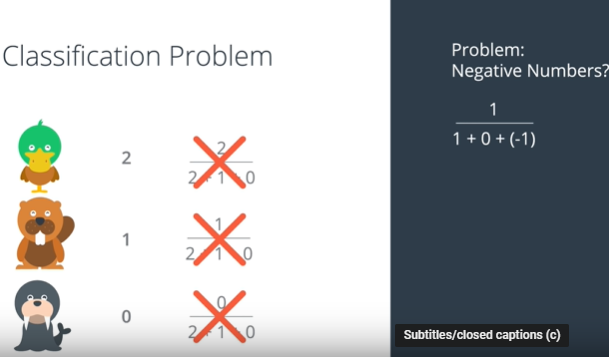 Classification Problem
2
2
2 + 1 + 0
1
1
2 + 1 + 0
0
0
2 + 1 + 0
Problem:
Negative Numbers?
1
1 + 0 + (-1)
Subtitles/closed captions (c)